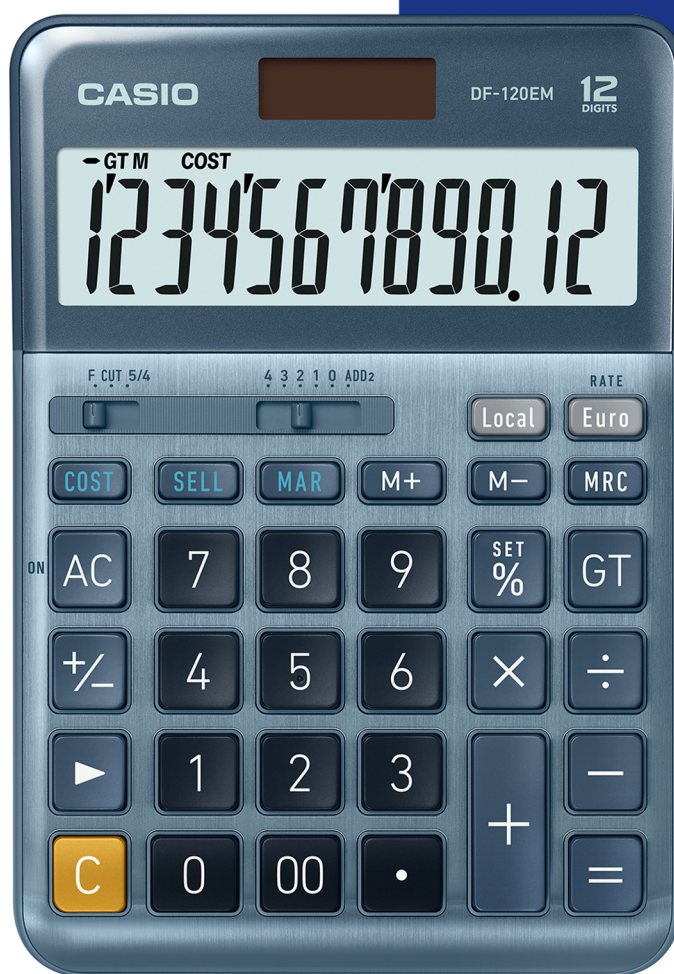 CASIO DF-120EM 12 DIGITS
- GT M COST
1'234'567'890.12
F CUT 5/4 4 3 2 1 0 ADD2 RATE
Local Euro
COST SELL MAR M+ M− MRC
ON AC 7 8 9 SET % GT
+/− 4 5 6 × ÷
▶ 1 2 3 + −
C 0 00 • =